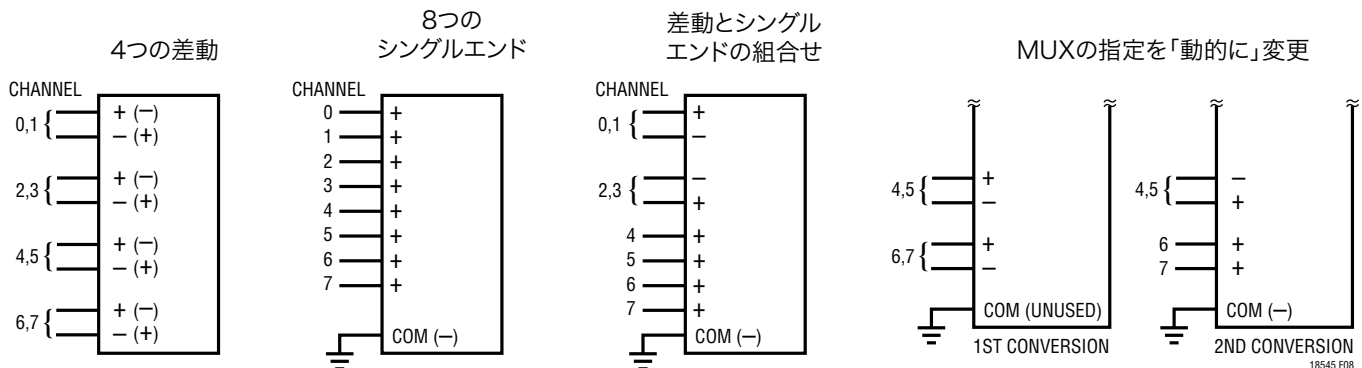 4つの差動
CHANNEL
0,1 {
+ (−)
− (+)
2,3 {
+ (−)
− (+)
4,5 {
+ (−)
− (+)
6,7 {
+ (−)
− (+)
8つの
シングルエンド
CHANNEL
0 +
1 +
2 +
3 +
4 +
5 +
6 +
7 +
COM (−)
差動とシングル
エンドの組合せ
CHANNEL
0,1 {
+
−
2,3 {
−
+
4 +
5 +
6 +
7 +
COM (−)
MUXの指定を「動的に」変更
4,5 {
+
−
6,7 {
+
−
COM (UNUSED)
1ST CONVERSION
4,5 {
−
+
6 +
7 +
COM (−)
2ND CONVERSION
18545 F08